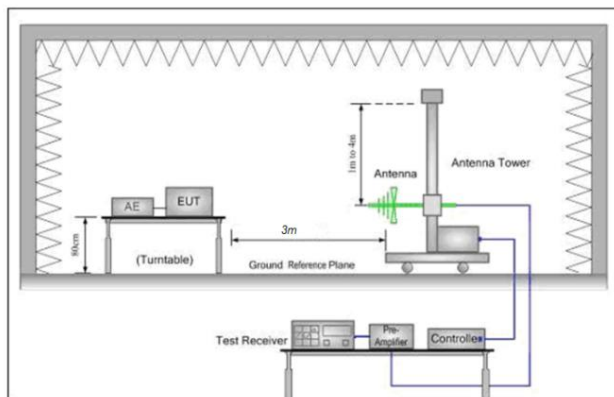 1m to 4m
Antenna
Antenna Tower
AE
EUT
3m
80cm
(Turntable)
Ground Reference Plane
Test Receiver
Pre-
Amplifier
Controller